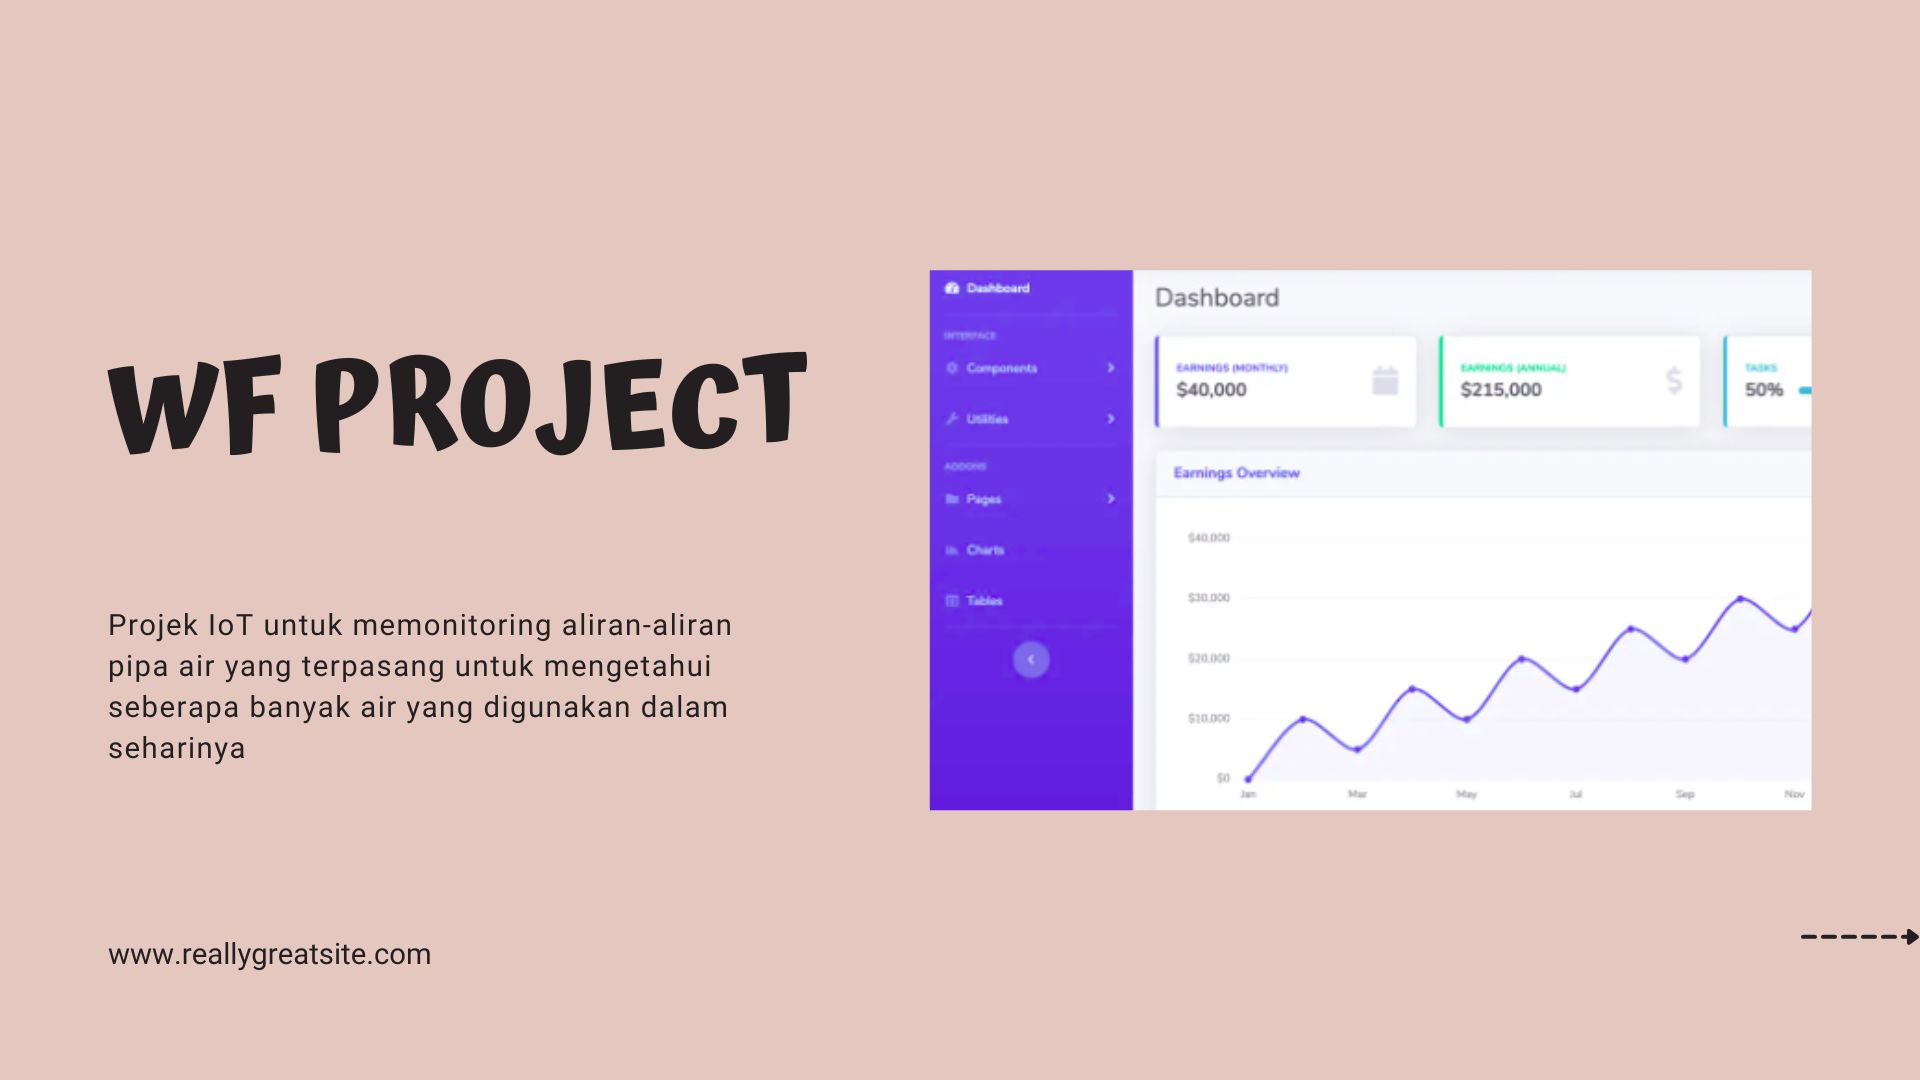 WF PROJECT
Projek IoT untuk memonitoring aliran-aliran
pipa air yang terpasang untuk mengetahui
seberapa banyak air yang digunakan dalam
seharinya
www.reallygreatsite.com
Dashboard
INTERFACE
Components
Utilities
ADDONS
Pages
Charts
Tables
Dashboard
EARNINGS (MONTHLY)
$40,000
EARNINGS (ANNUAL)
$215,000
$
TASKS
50%
Earnings Overview
$40,000
$30,000
$20,000
$10,000
$0
Jan Mar May Jul Sep Nov